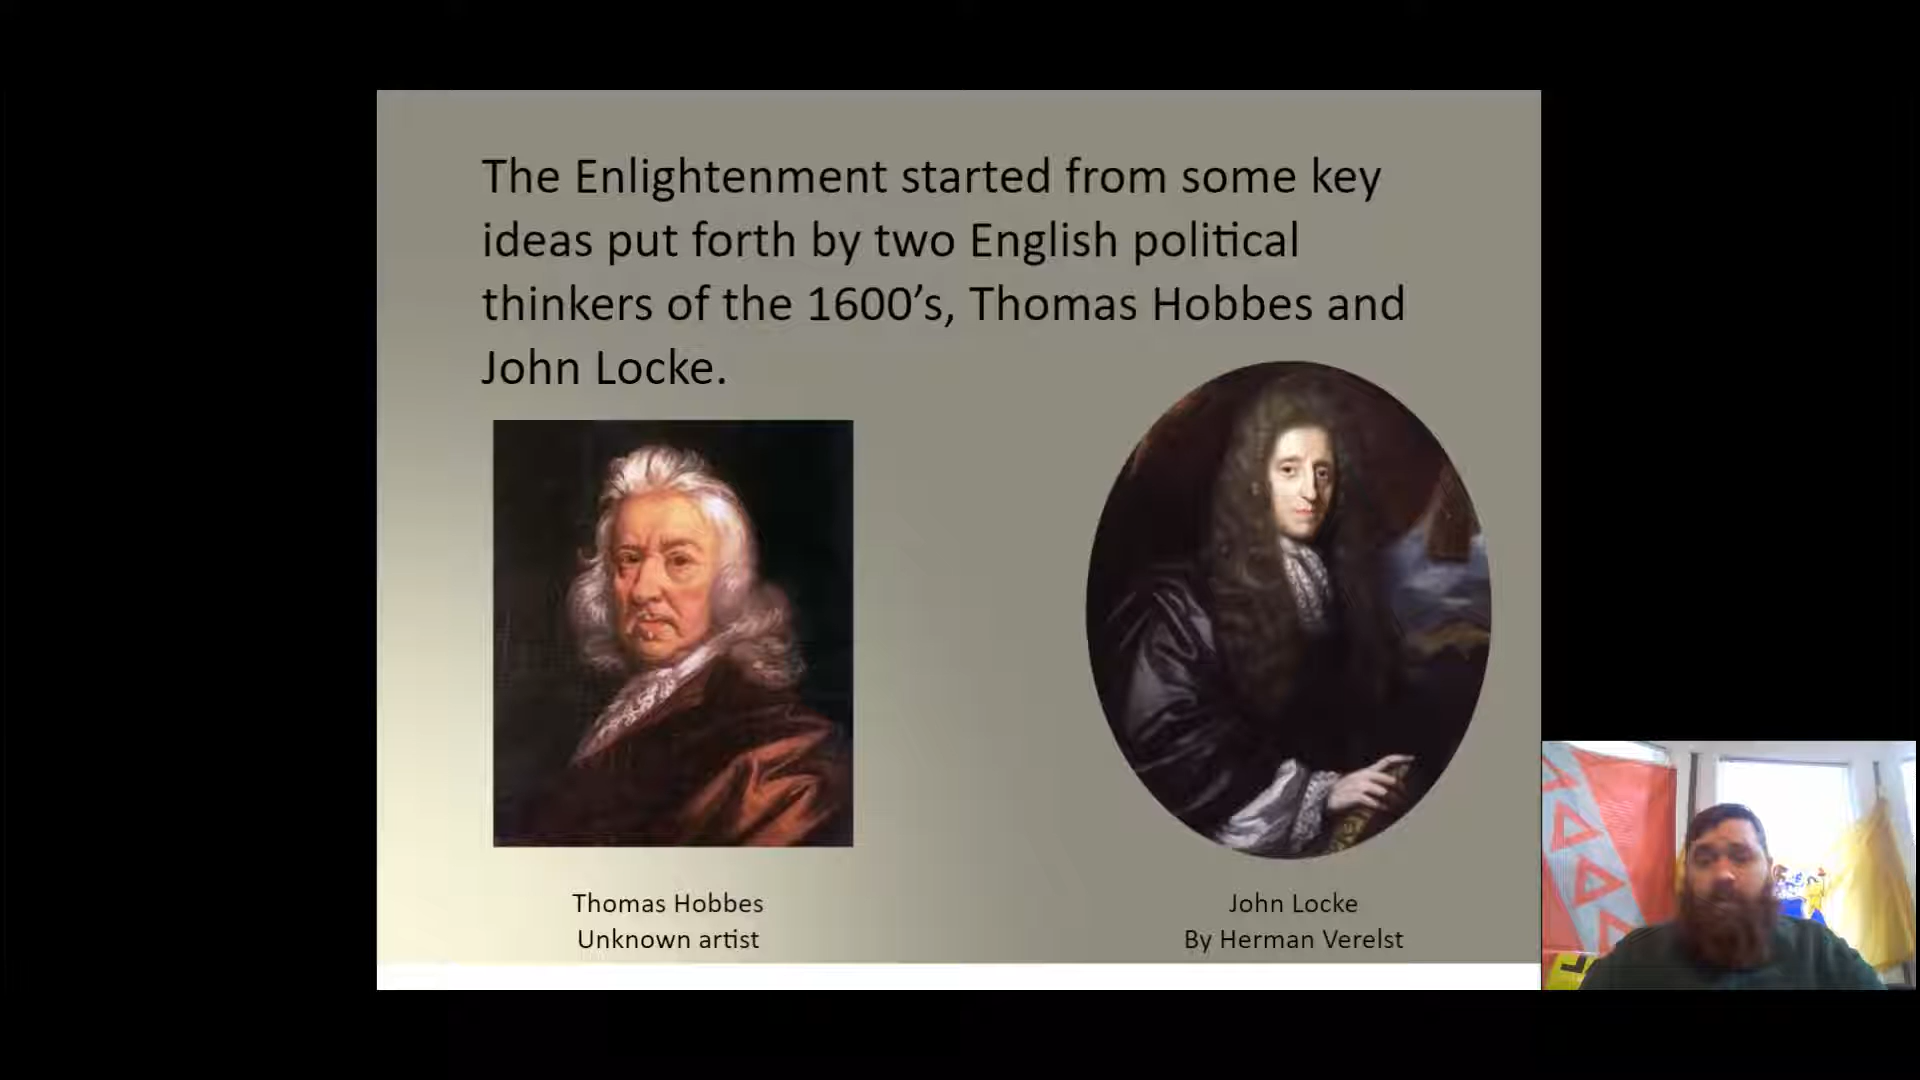 The Enlightenment started from some key
ideas put forth by two English political
thinkers of the 1600’s, Thomas Hobbes and
John Locke.
Thomas Hobbes
Unknown artist
John Locke
By Herman Verelst